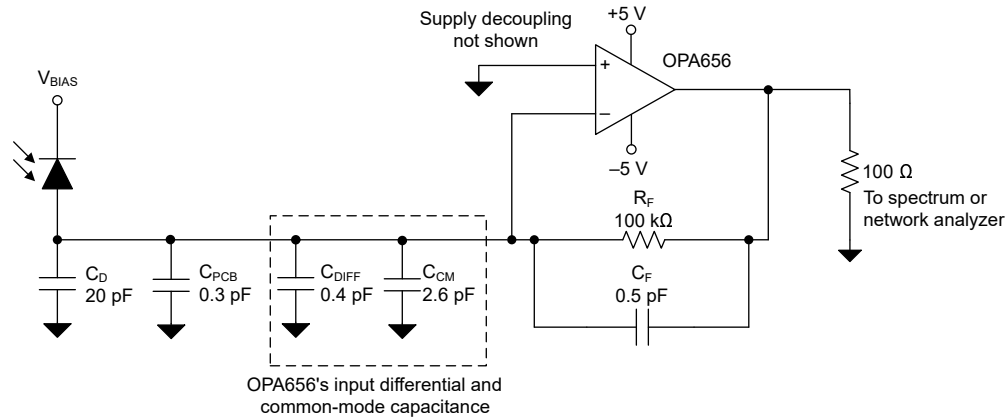 Supply decoupling
not shown
+5 V
OPA656
+
–
–5 V
V_BIAS
100 Ω
To spectrum or
network analyzer
R_F
100 kΩ
C_D
20 pF
C_PCB
0.3 pF
C_DIFF
0.4 pF
C_CM
2.6 pF
C_F
0.5 pF
OPA656's input differential and
common-mode capacitance